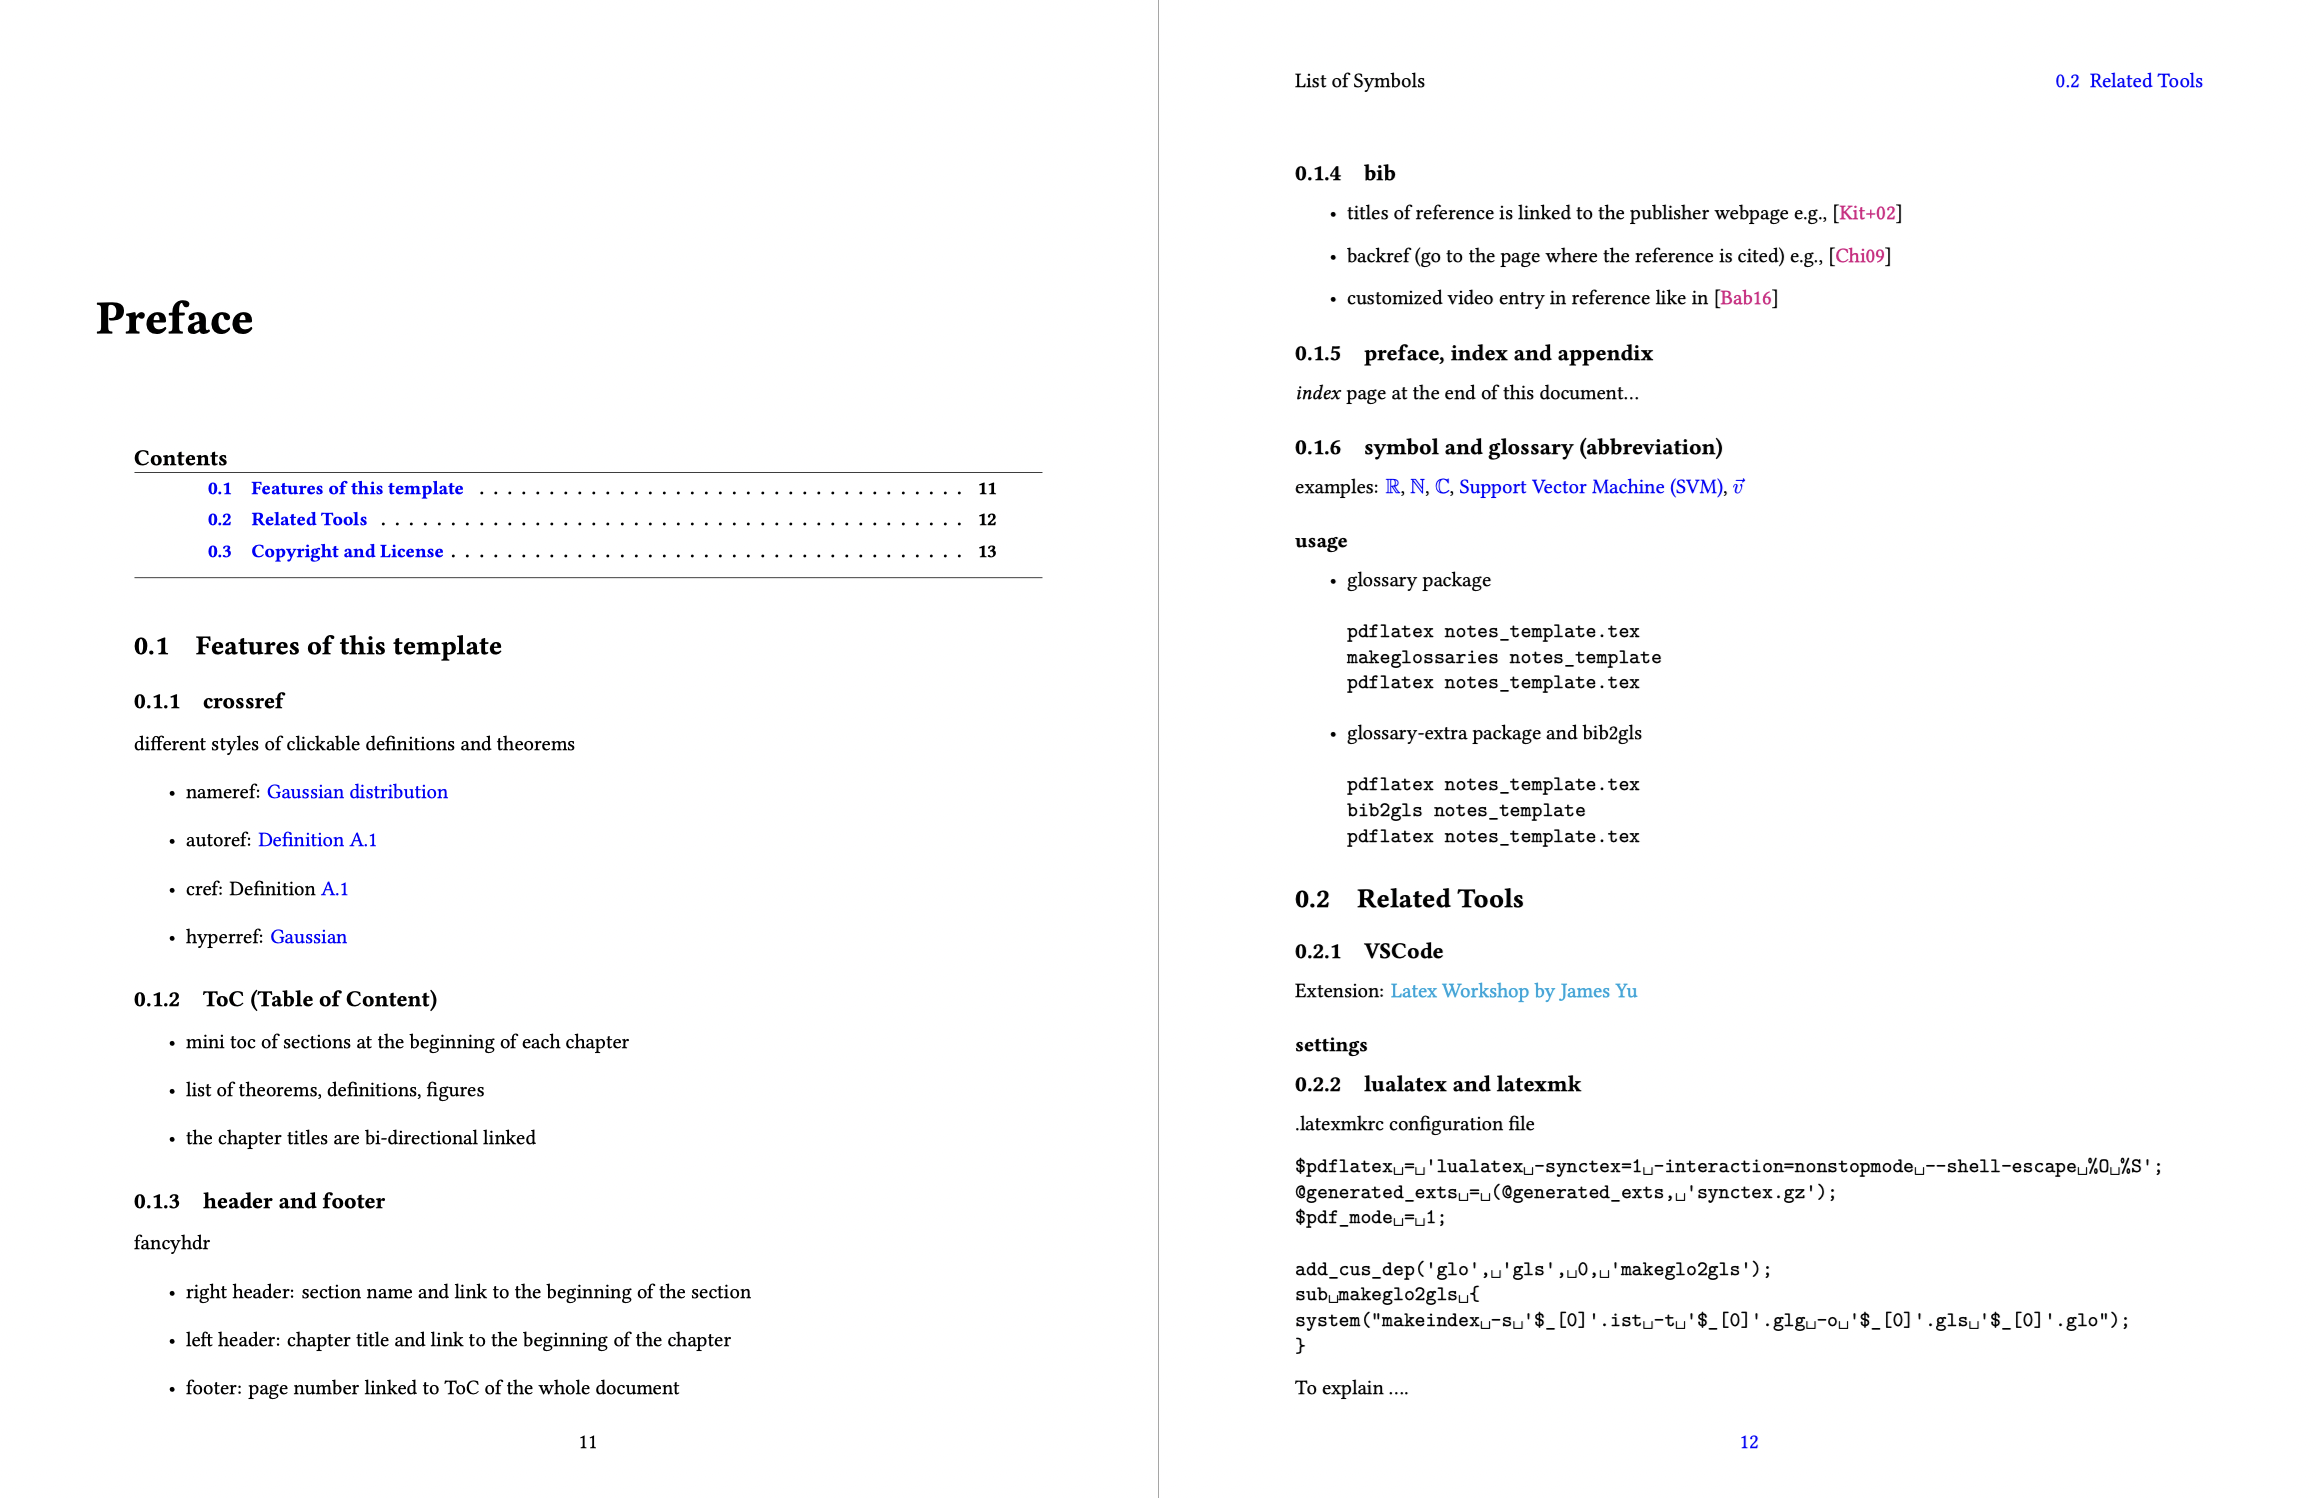 Preface
Contents
0.1 Features of this template . . . . . . . . . . . . . . . . . . . . . . . . . . . . . . . . . . . 11
0.2 Related Tools . . . . . . . . . . . . . . . . . . . . . . . . . . . . . . . . . . . . . . . . . . 12
0.3 Copyright and License . . . . . . . . . . . . . . . . . . . . . . . . . . . . . . . . . . . . . 13
0.1 Features of this template
0.1.1 crossref
different styles of clickable definitions and theorems
• nameref: Gaussian distribution
• autoref: Definition A.1
• cref: Definition A.1
• hyperref: Gaussian
0.1.2 ToC (Table of Content)
• mini toc of sections at the beginning of each chapter
• list of theorems, definitions, figures
• the chapter titles are bi-directional linked
0.1.3 header and footer
fancyhdr
• right header: section name and link to the beginning of the section
• left header: chapter title and link to the beginning of the chapter
• footer: page number linked to ToC of the whole document
11
List of Symbols 0.2 Related Tools
0.1.4 bib
• titles of reference is linked to the publisher webpage e.g., [Kit+02]
• backref (go to the page where the reference is cited) e.g., [Chi09]
• customized video entry in reference like in [Bab16]
0.1.5 preface, index and appendix
index page at the end of this document…
0.1.6 symbol and glossary (abbreviation)
examples: ℝ, ℕ, ℂ, Support Vector Machine (SVM), v⃗
usage
• glossary package
pdflatex notes_template.tex
makeglossaries notes_template
pdflatex notes_template.tex
• glossary-extra package and bib2gls
pdflatex notes_template.tex
bib2gls notes_template
pdflatex notes_template.tex
0.2 Related Tools
0.2.1 VSCode
Extension: Latex Workshop by James Yu
settings
0.2.2 lualatex and latexmk
.latexmkrc configuration file
$pdflatex␣=␣'lualatex␣-synctex=1␣-interaction=nonstopmode␣--shell-escape␣%O␣%S';
@generated_exts␣=␣(@generated_exts,␣'synctex.gz');
$pdf_mode␣=␣1;
add_cus_dep('glo',␣'gls',␣0,␣'makeglo2gls');
sub␣makeglo2gls␣{
system("makeindex␣-s␣'$_[0]'.ist␣-t␣'$_[0]'.glg␣-o␣'$_[0]'.gls␣'$_[0]'.glo");
}
To explain ….
12